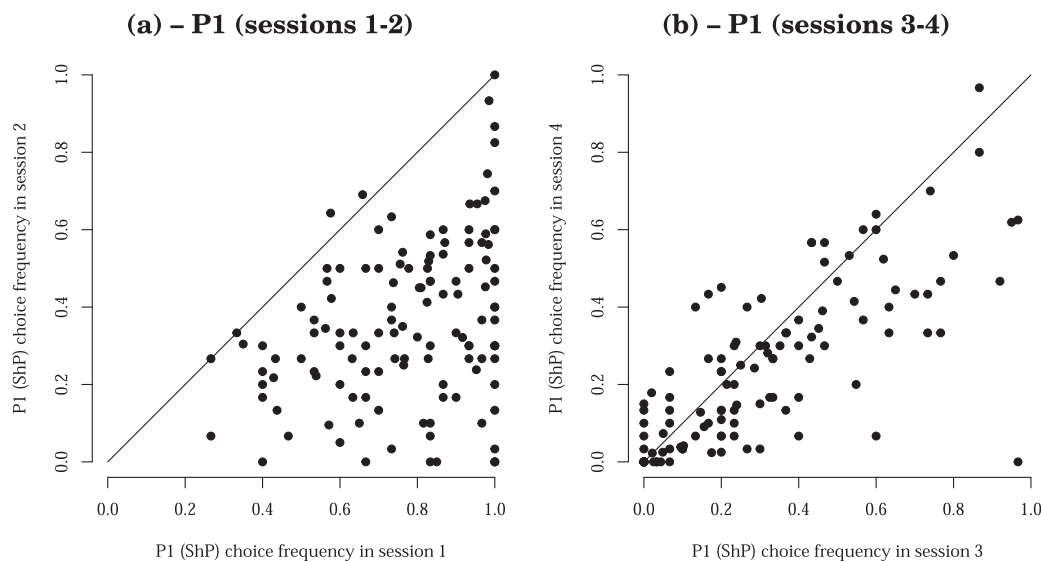 (a) – P1 (sessions 1-2)
P1 (ShP) choice frequency in session 2
1.0
0.8
0.6
0.4
0.2
0.0
0.0 0.2 0.4 0.6 0.8 1.0
P1 (ShP) choice frequency in session 1
(b) – P1 (sessions 3-4)
P1 (ShP) choice frequency in session 4
1.0
0.8
0.6
0.4
0.2
0.0
0.0 0.2 0.4 0.6 0.8 1.0
P1 (ShP) choice frequency in session 3